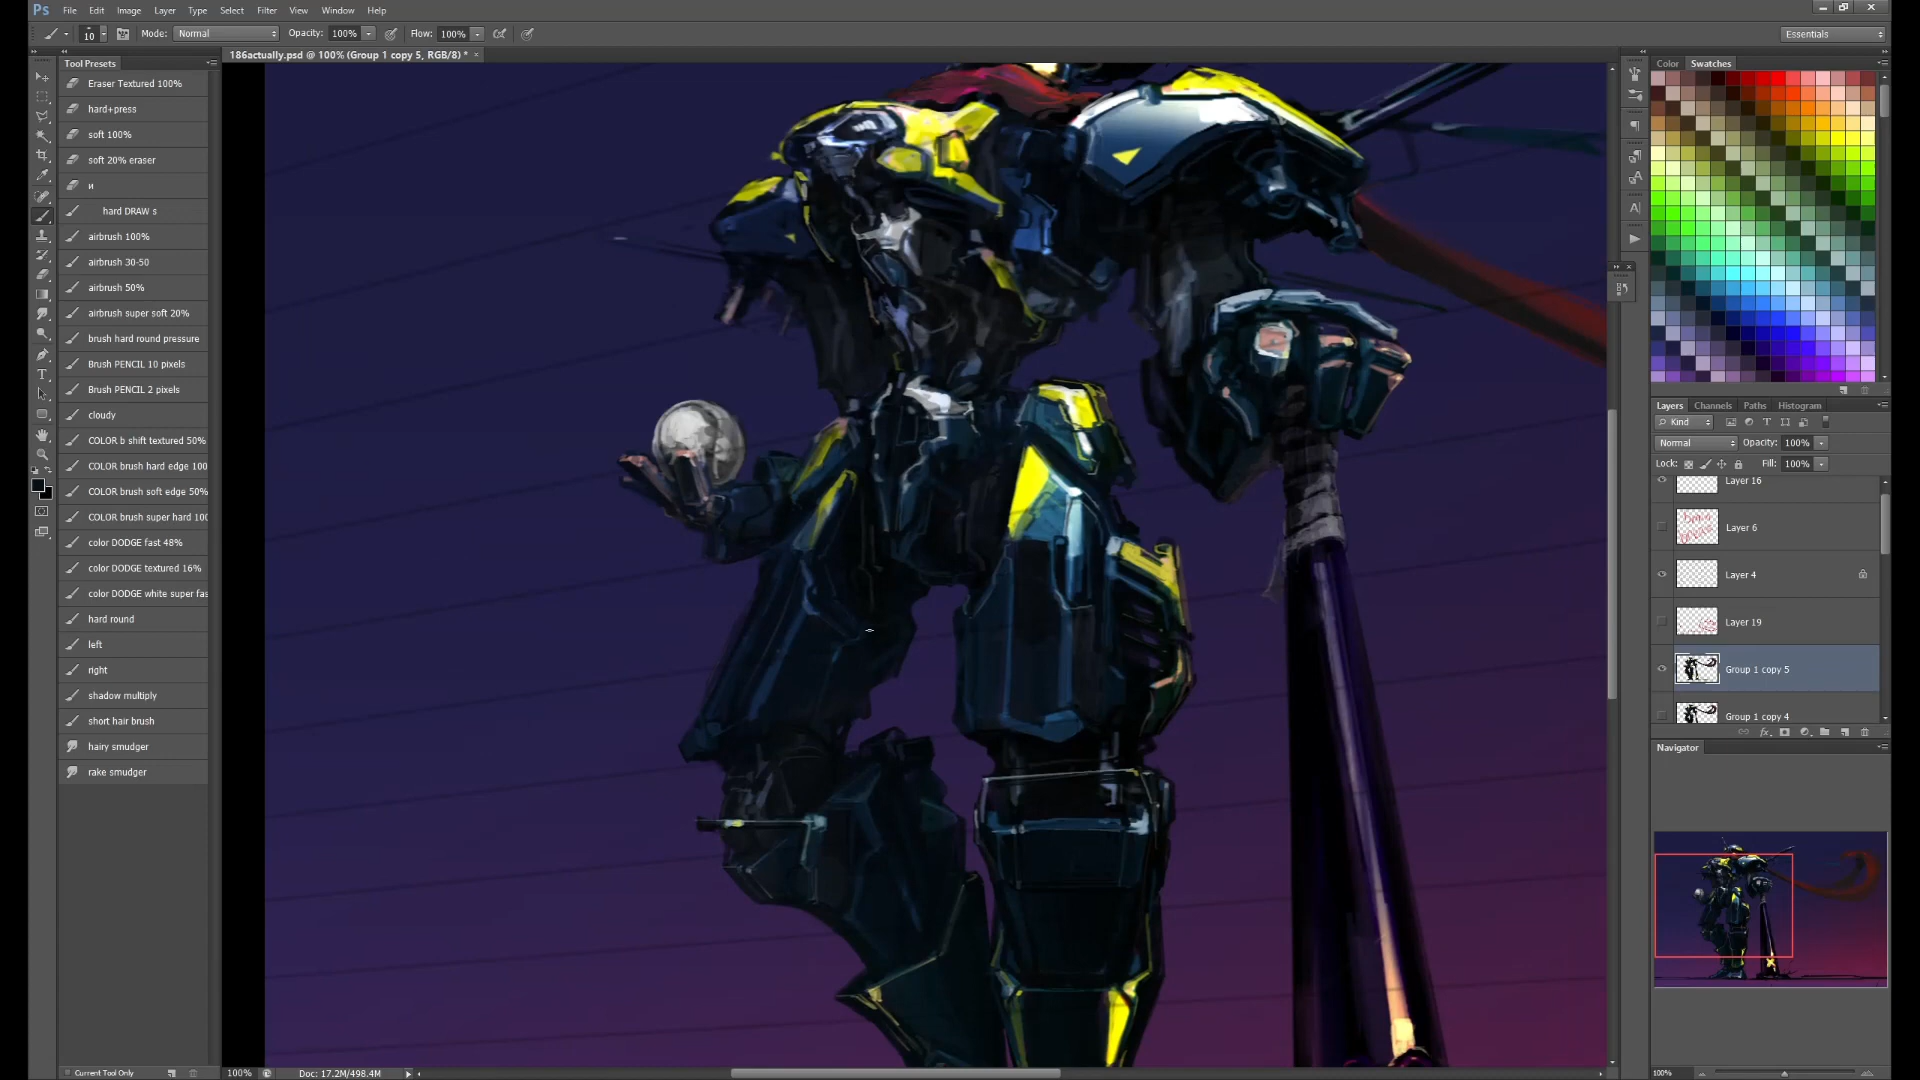 Ps File Edit Image Layer Type Select Filter View Window Help
10 Mode: Normal Opacity: 100% Flow: 100% Essentials
186actually.psd @ 100% (Group 1 copy 5, RGB/8) * ×
Tool Presets
Eraser Textured 100%
hard+press
soft 100%
soft 20% eraser
и
hard DRAW s
airbrush 100%
airbrush 30-50
airbrush 50%
airbrush super soft 20%
brush hard round pressure
Brush PENCIL 10 pixels
Brush PENCIL 2 pixels
cloudy
COLOR b shift textured 50%
COLOR brush hard edge 100
COLOR brush soft edge 50%
COLOR brush super hard 100
color DODGE fast 48%
color DODGE textured 16%
color DODGE white super fas
hard round
left
right
shadow multiply
short hair brush
hairy smudger
rake smudger
Current Tool Only
100% Doc: 17.2M/498.4M
Color Swatches
Layers Channels Paths Histogram
Kind
Normal Opacity: 100%
Lock: Fill: 100%
Layer 16
Layer 6
Layer 4
Layer 19
Group 1 copy 5
Group 1 copy 4
Navigator
100%